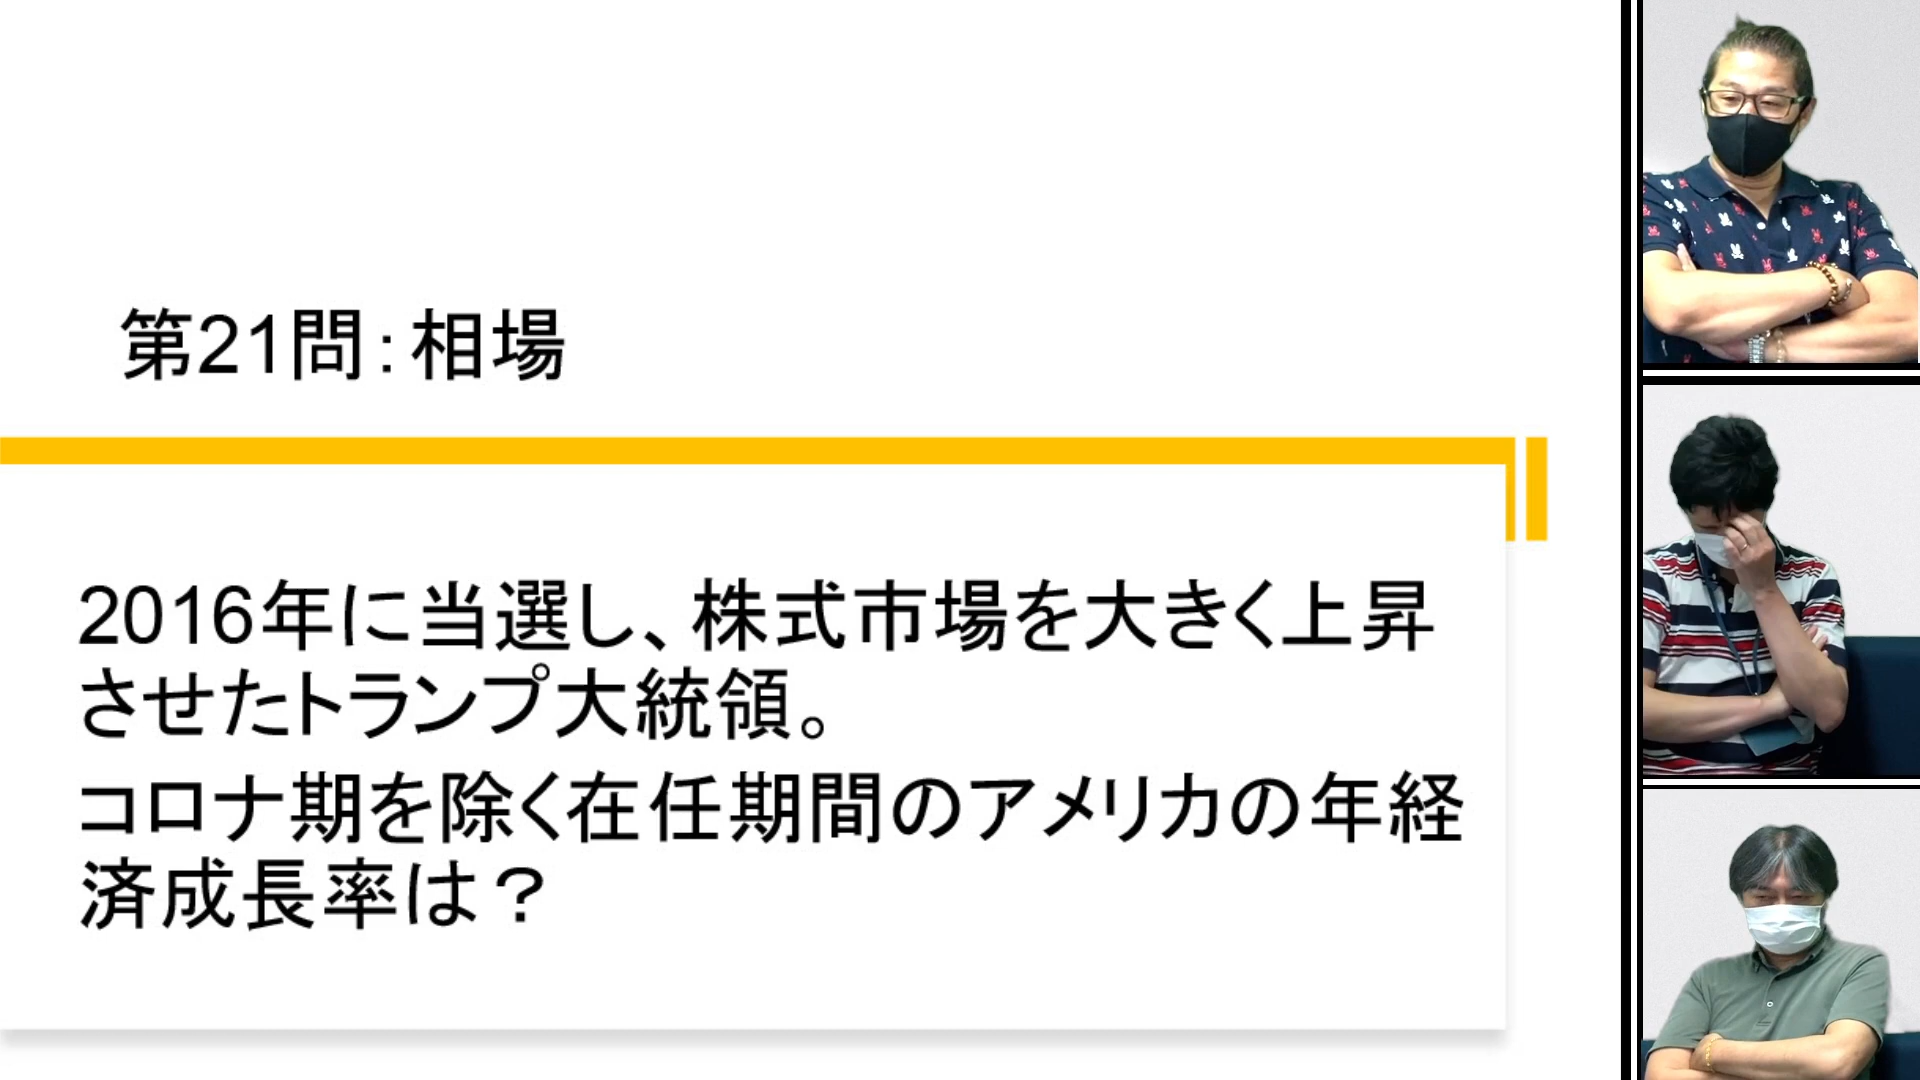 第21問：相場
2016年に当選し、株式市場を大きく上昇
させたトランプ大統領。
コロナ期を除く在任期間のアメリカの年経
済成長率は？